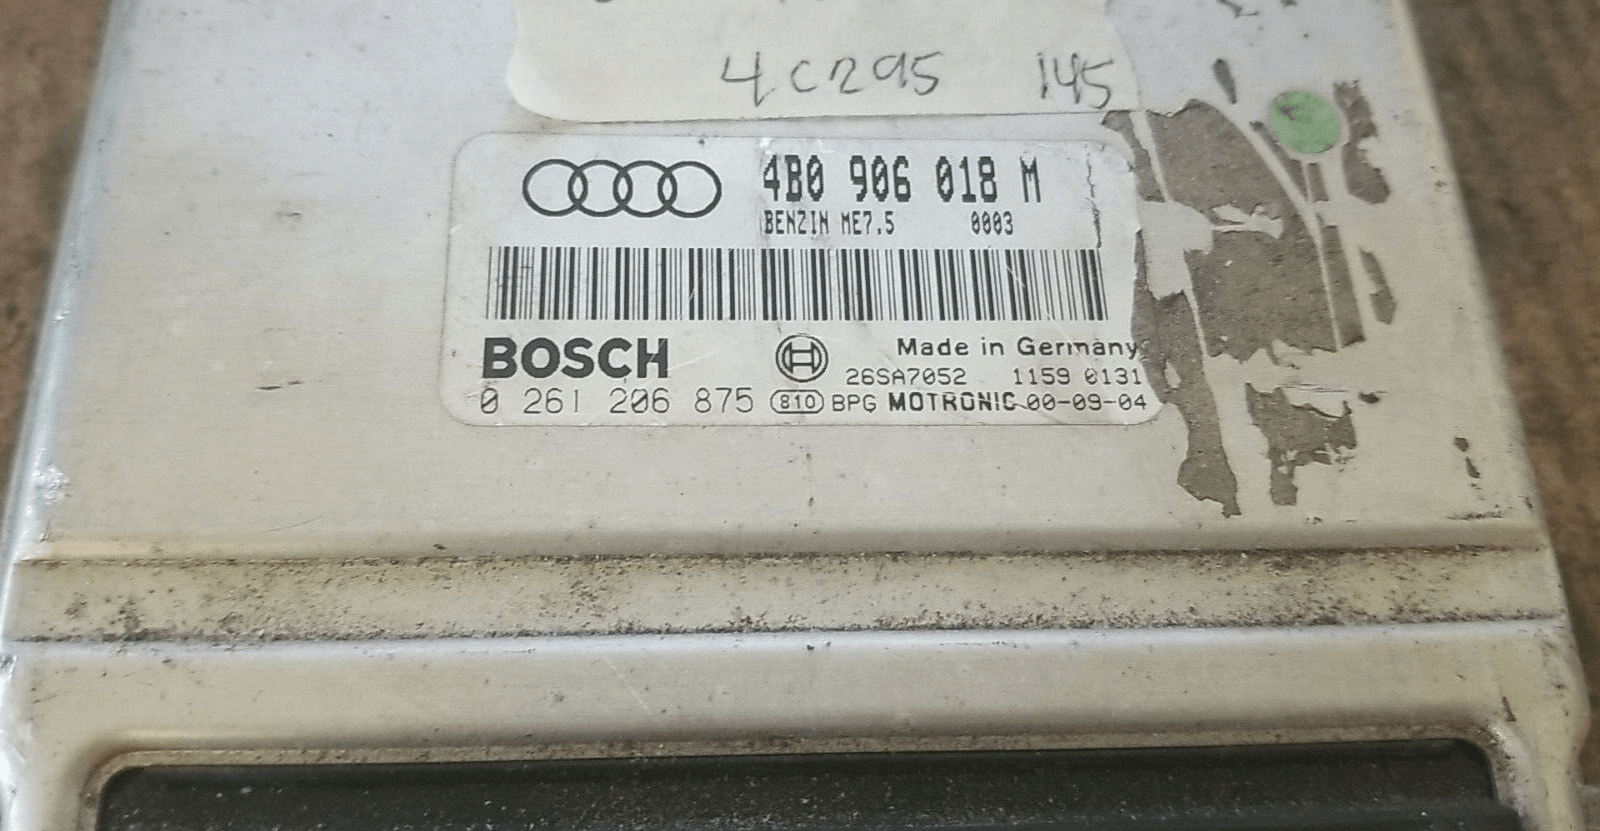 4C295 145
4B0 906 018 M
BENZIN ME7.5 0003
BOSCH
Made in Germany
26SA7052 1159 0131
0 261 206 875 810 BPG MOTRONIC 00-09-04